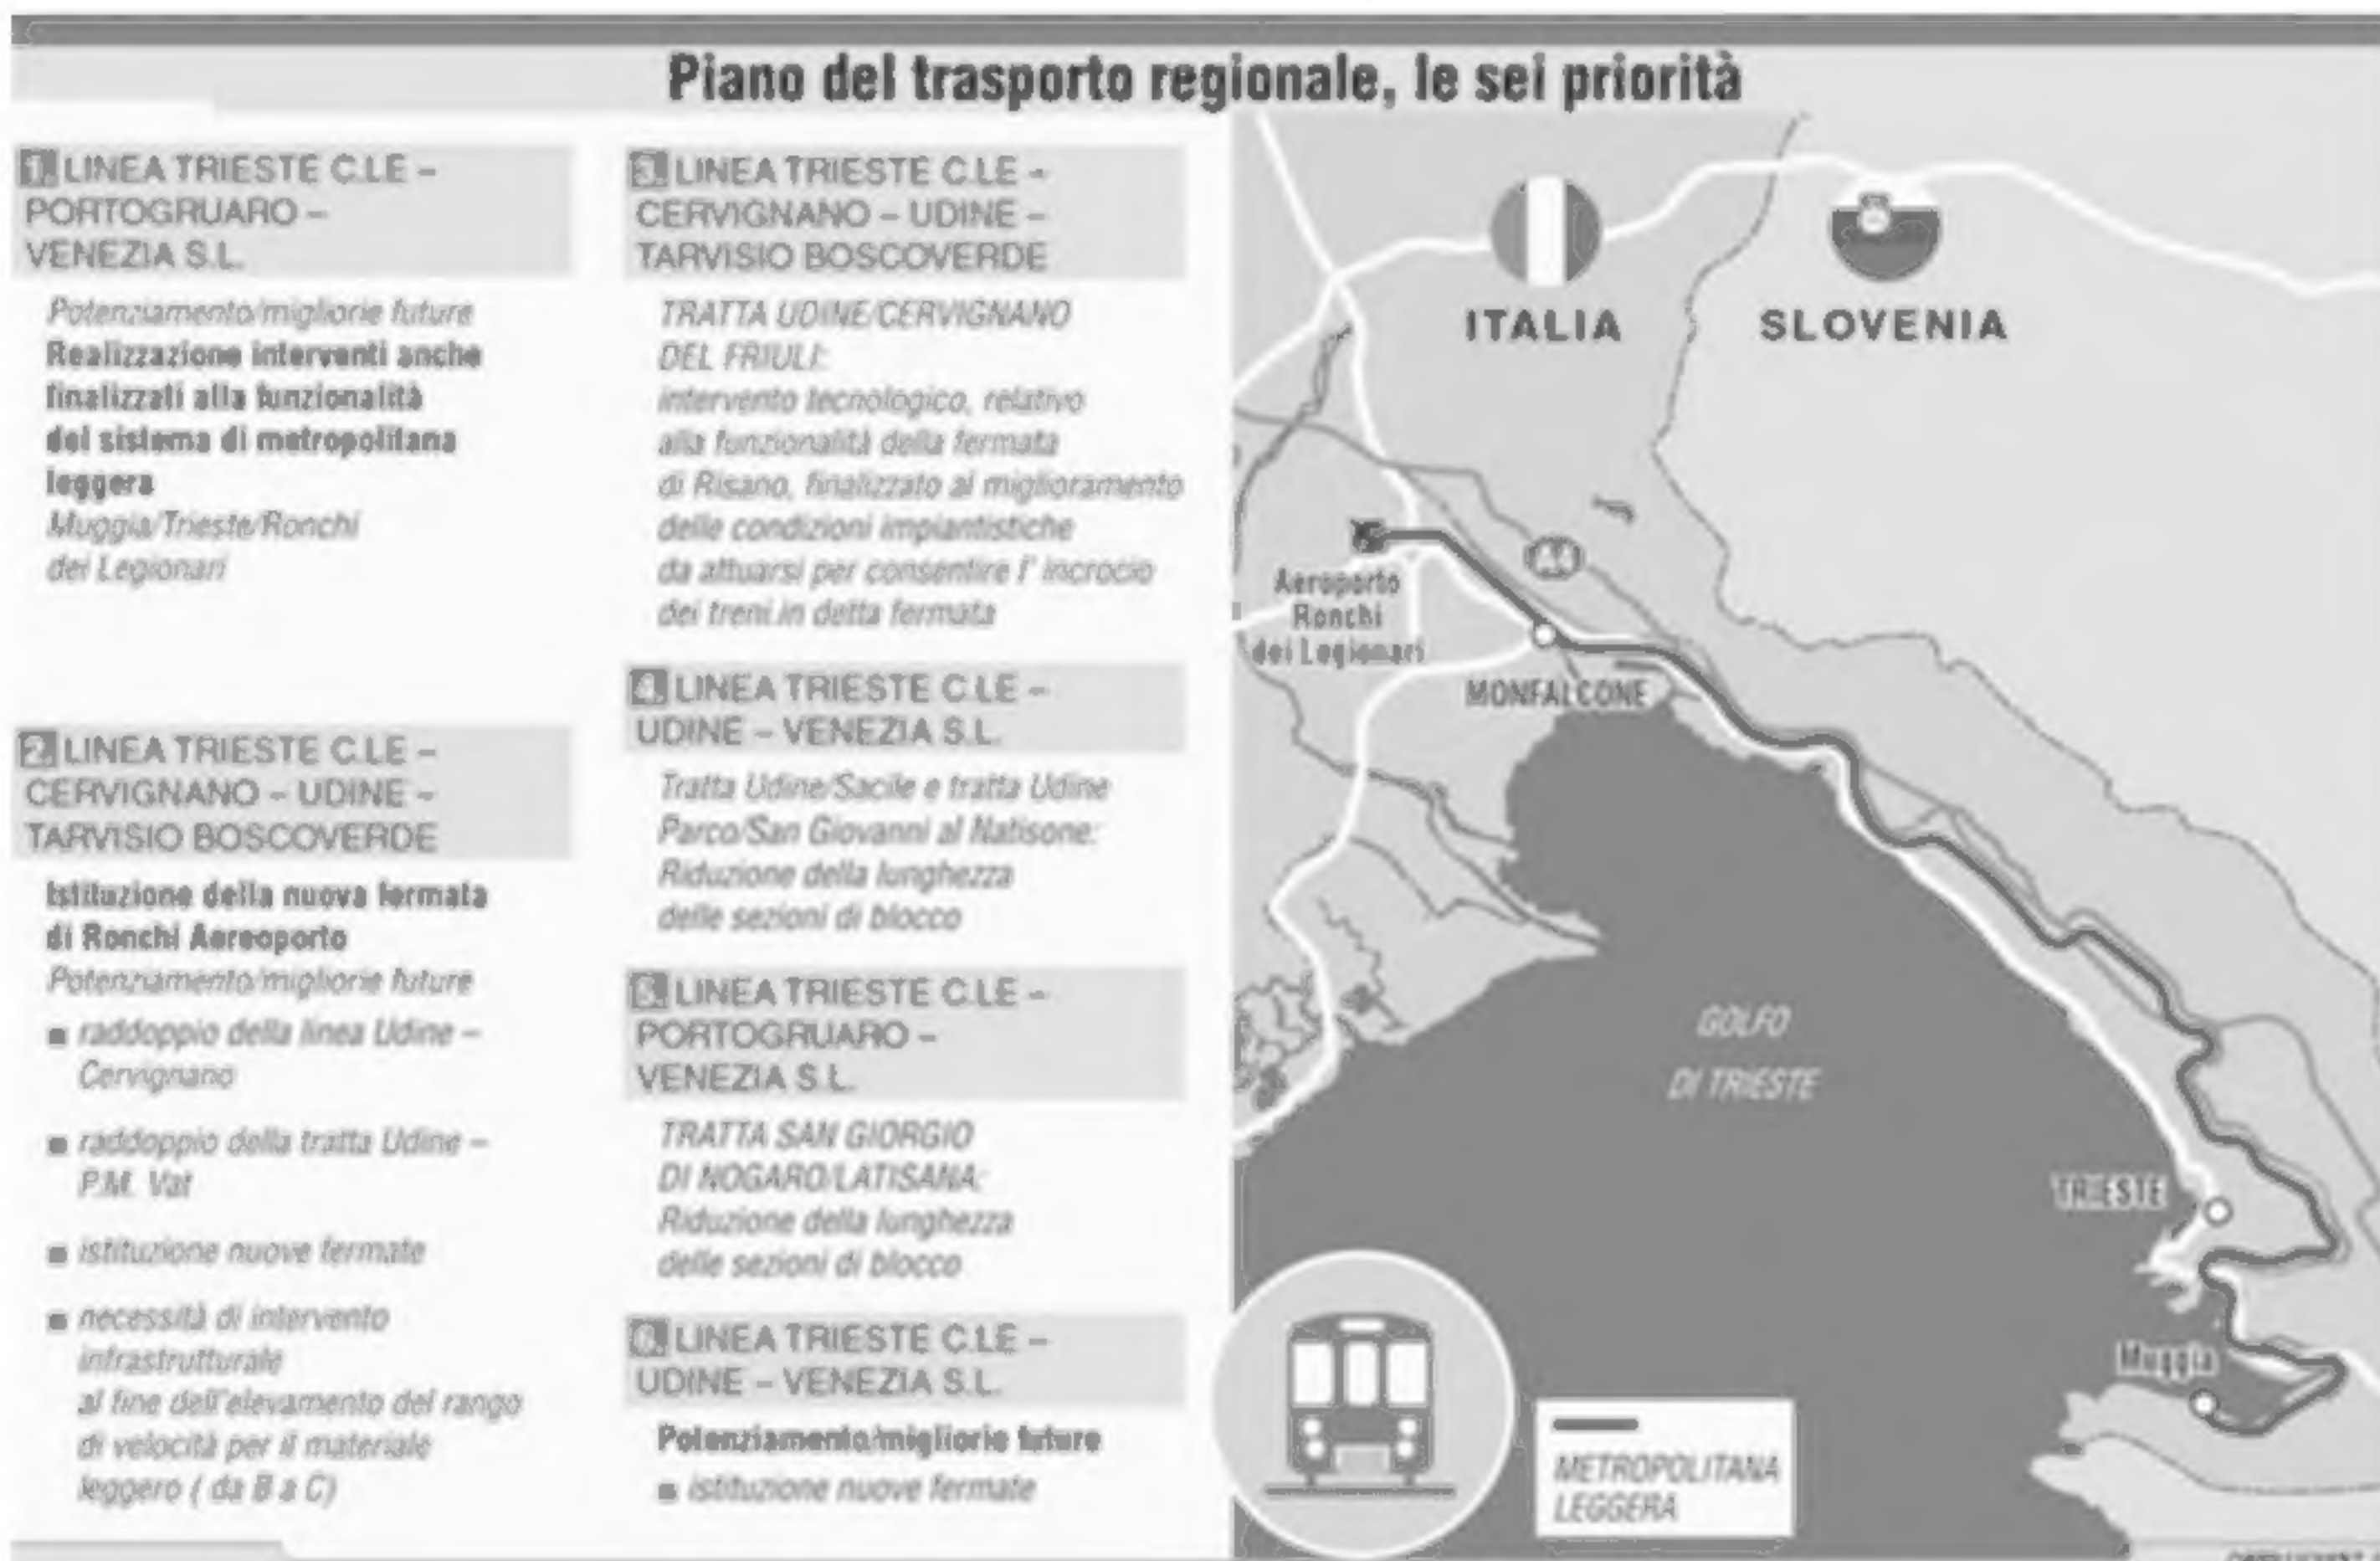 Piano del trasporto regionale, le sei priorità
1. LINEA TRIESTE C.LE –
PORTOGRUARO –
VENEZIA S.L.
Potenziamento/migliorie future
Realizzazione interventi anche
finalizzati alla funzionalità
del sistema di metropolitana
leggera
Muggia/Trieste/Ronchi
dei Legionari
2. LINEA TRIESTE C.LE –
CERVIGNANO – UDINE –
TARVISIO BOSCOVERDE
Istituzione della nuova fermata
di Ronchi Aereoporto
Potenziamento/migliorie future
■ raddoppio della linea Udine –
Cervignano
■ raddoppio della tratta Udine –
P.M. Vat
■ istituzione nuove fermate
■ necessità di intervento
infrastrutturale
al fine dell'elevamento del rango
di velocità per il materiale
leggero ( da B a C)
3. LINEA TRIESTE C.LE –
CERVIGNANO – UDINE –
TARVISIO BOSCOVERDE
TRATTA UDINE/CERVIGNANO
DEL FRIULI:
intervento tecnologico, relativo
alla funzionalità della fermata
di Risano, finalizzato al miglioramento
delle condizioni impiantistiche
da attuarsi per consentire l' incrocio
dei treni.in detta fermata
4. LINEA TRIESTE C.LE –
UDINE – VENEZIA S.L.
Tratta Udine/Sacile e tratta Udine
Parco/San Giovanni al Natisone:
Riduzione della lunghezza
delle sezioni di blocco
5. LINEA TRIESTE C.LE –
PORTOGRUARO –
VENEZIA S.L.
TRATTA SAN GIORGIO
DI NOGARO/LATISANA:
Riduzione della lunghezza
delle sezioni di blocco
6. LINEA TRIESTE C.LE –
UDINE – VENEZIA S.L.
Potenziamento/migliorie future
■ istituzione nuove fermate
ITALIA
SLOVENIA
A4
Aeroporto
Ronchi
dei Legionari
MONFALCONE
GOLFO
DI TRIESTE
TRIESTE
Muggia
METROPOLITANA
LEGGERA